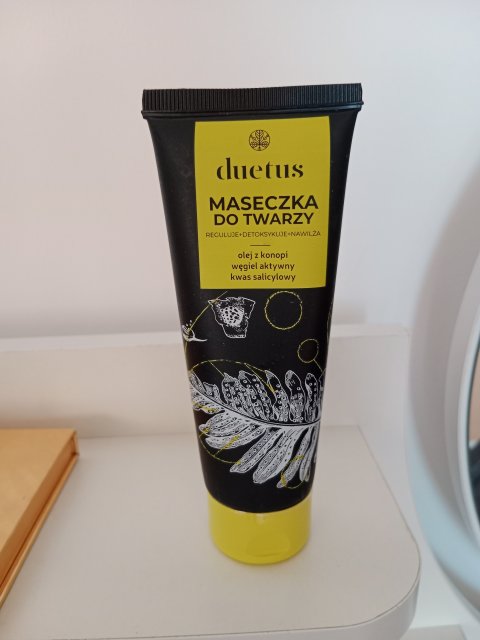 duetus
MASECZKA
DO TWARZY
REGULUJE+DETOKSYKUJE+NAWILŻA
olej z konopi
węgiel aktywny
kwas salicylowy